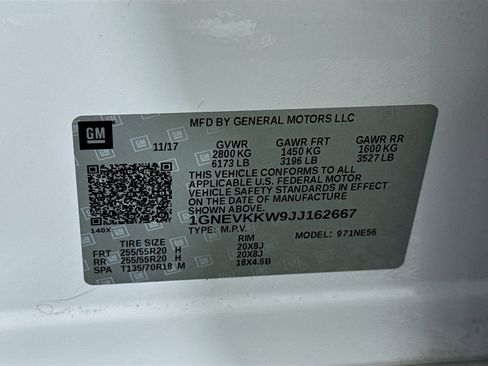 GM
MFD BY GENERAL MOTORS LLC
11/17 GVWR GAWR FRT GAWR RR
2800 KG 1450 KG 1600 KG
6173 LB 3196 LB 3527 LB
THIS VEHICLE CONFORMS TO ALL
APPLICABLE U.S. FEDERAL MOTOR
VEHICLE SAFETY STANDARDS IN EFFECT
ON THE DATE OF MANUFACTURE
SHOWN ABOVE.
1GNEVKKW9JJ162667
140X TYPE: M.P.V. MODEL: 971NE56
TIRE SIZE RIM
FRT 255/55R20 H 20X8J
RR 255/55R20 H 20X8J
SPA T135/70R18 M 18X4.5B